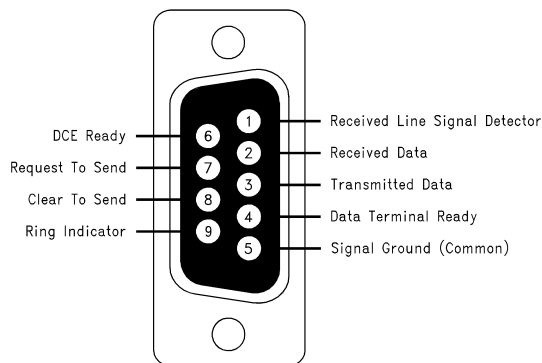 DCE Ready
Request To Send
Clear To Send
Ring Indicator
6
7
8
9
1
2
3
4
5
Received Line Signal Detector
Received Data
Transmitted Data
Data Terminal Ready
Signal Ground (Common)